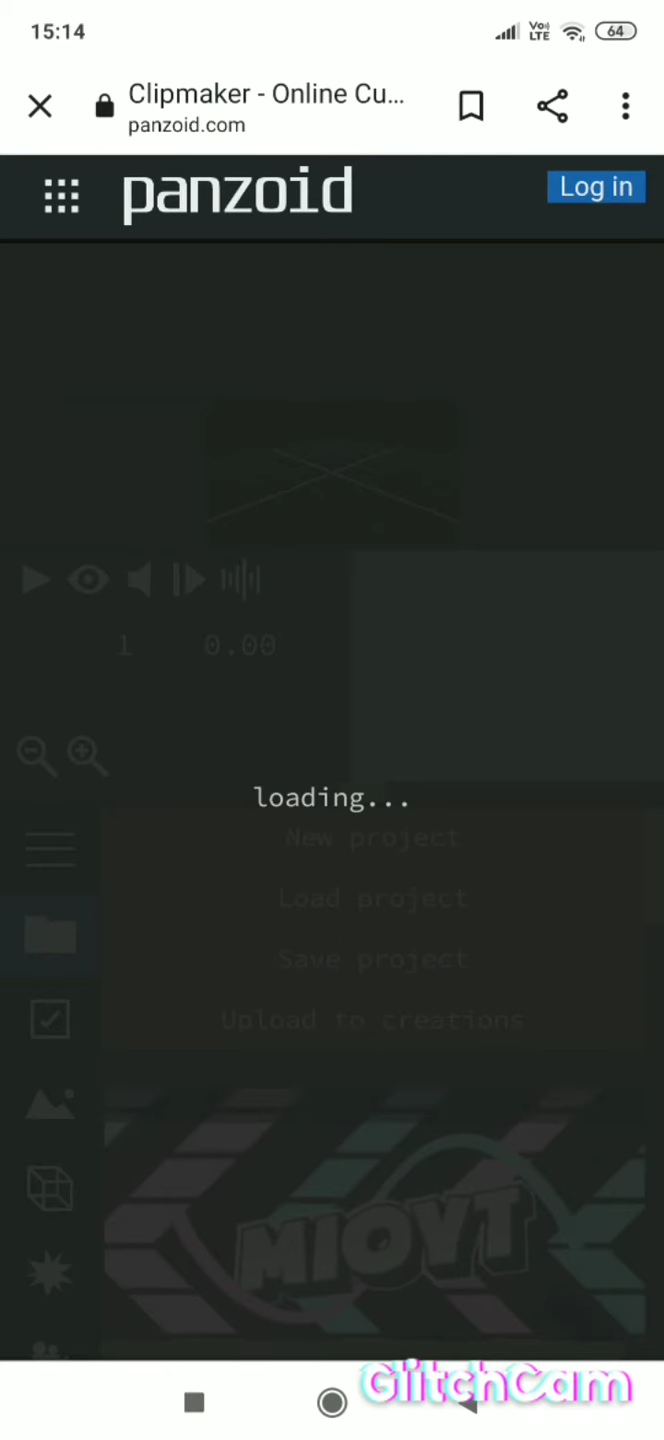 15:14
Vo))
LTE
64
Clipmaker - Online Cu...
panzoid.com
panzoid
Log in
1 0.00
loading...
New project
Load project
Save project
Upload to creations
MIOYT
GlitchCam